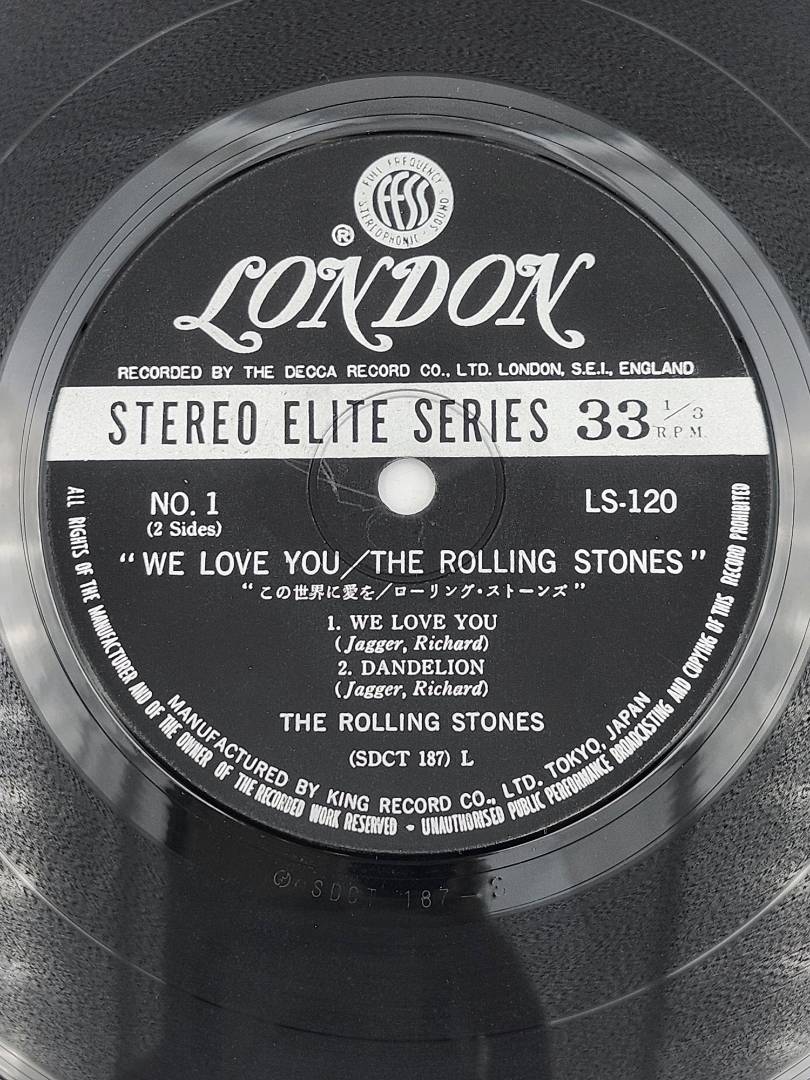 FULL FREQUENCY
FFSS
STEREOPHONIC SOUND
®
LONDON
RECORDED BY THE DECCA RECORD CO., LTD. LONDON, S.E.I., ENGLAND
STEREO ELITE SERIES 33 1/3 RPM
NO. 1
LS-120
(2 Sides)
“WE LOVE YOU/THE ROLLING STONES”
“この世界に愛を/ローリング・ストーンズ”
1. WE LOVE YOU
(Jagger, Richard)
2. DANDELION
(Jagger, Richard)
THE ROLLING STONES
(SDCT 187) L
MANUFACTURED BY KING RECORD CO., LTD. TOKYO, JAPAN
ALL RIGHTS OF THE MANUFACTURER AND OF THE OWNER OF THE RECORDED WORK RESERVED - UNAUTHORISED PUBLIC PERFORMANCE BROADCASTING AND COPYING OF THIS RECORD PROHIBITED
SDCT 187-S